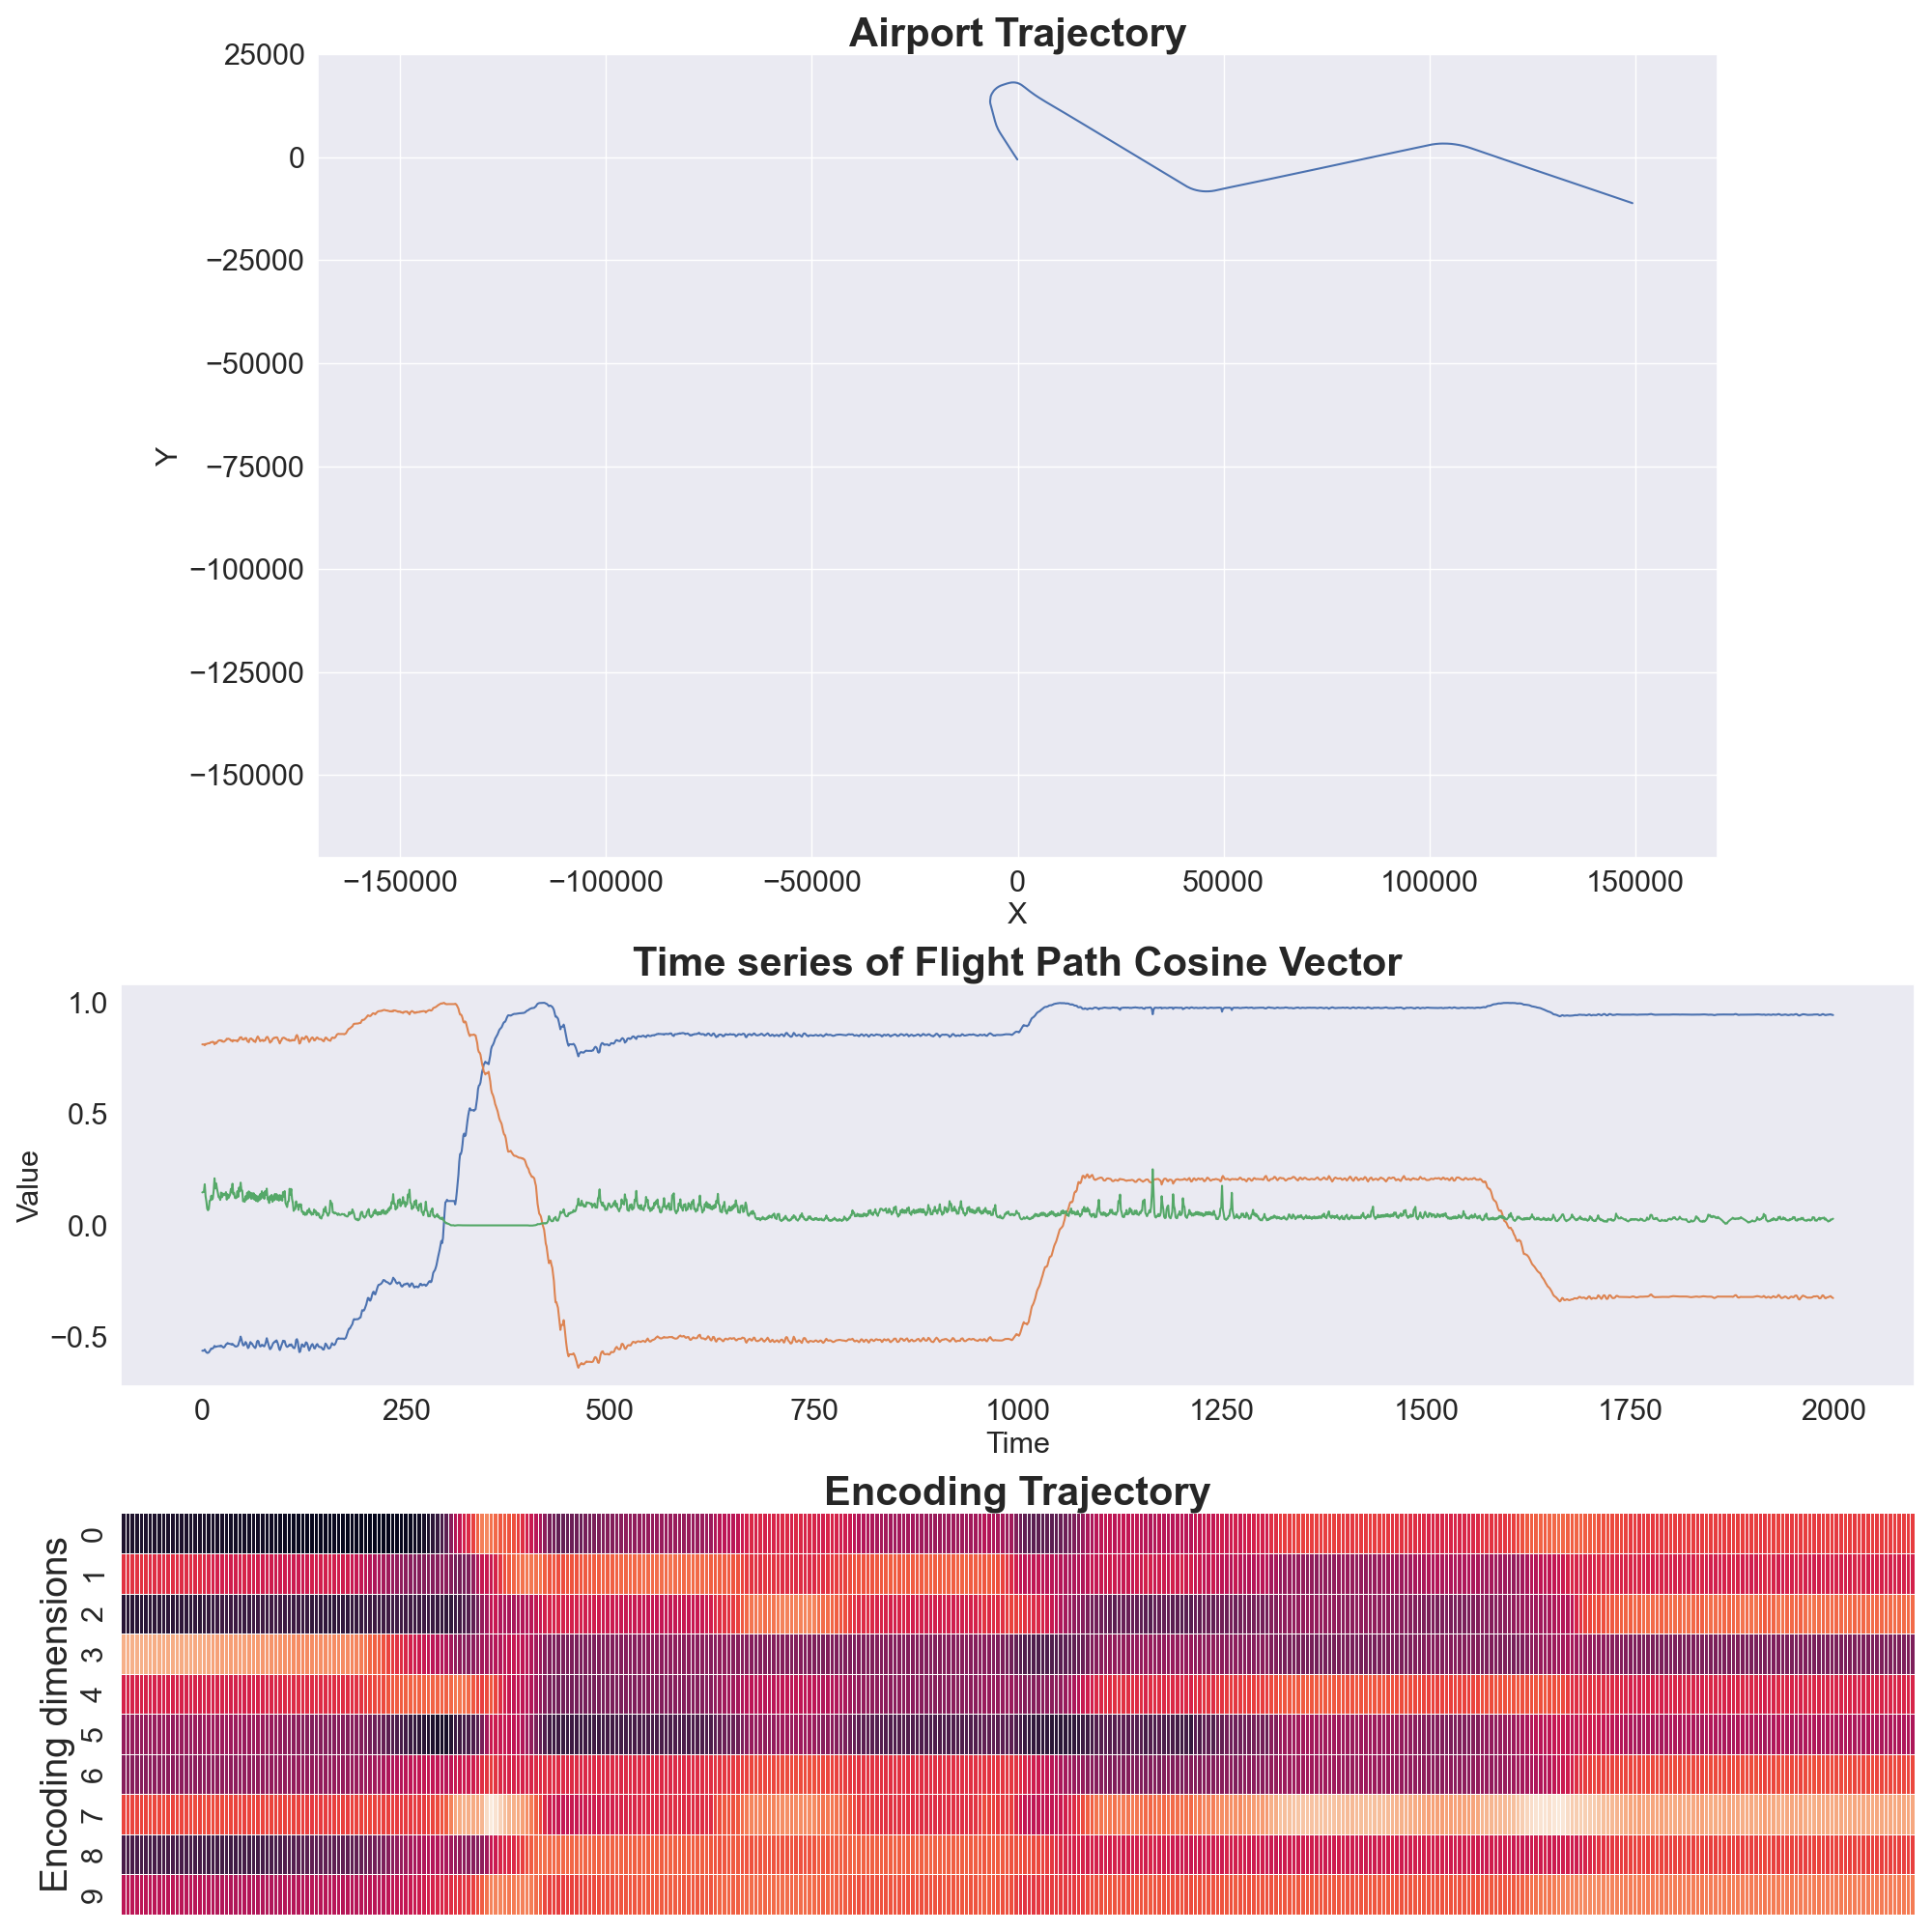 Airport Trajectory
25000
0
−25000
−50000
−75000
−100000
−125000
−150000
Y
−150000 −100000 −50000 0 50000 100000 150000
X
Time series of Flight Path Cosine Vector
1.0
0.5
0.0
−0.5
Value
0 250 500 750 1000 1250 1500 1750 2000
Time
Encoding Trajectory
Encoding dimensions
0
1
2
3
4
5
6
7
8
9